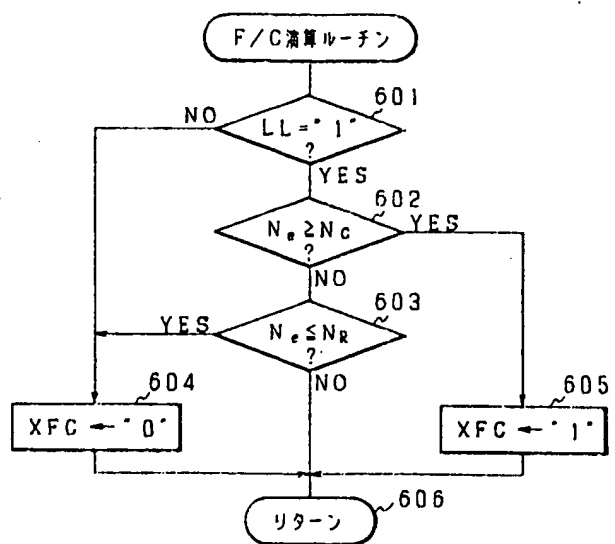 F/C演算ルーチン
601
LL="1"
?
NO
YES
602
Ne≧NC
?
YES
NO
603
Ne≦NR
?
YES
NO
604
XFC←"0"
605
XFC←"1"
リターン
606